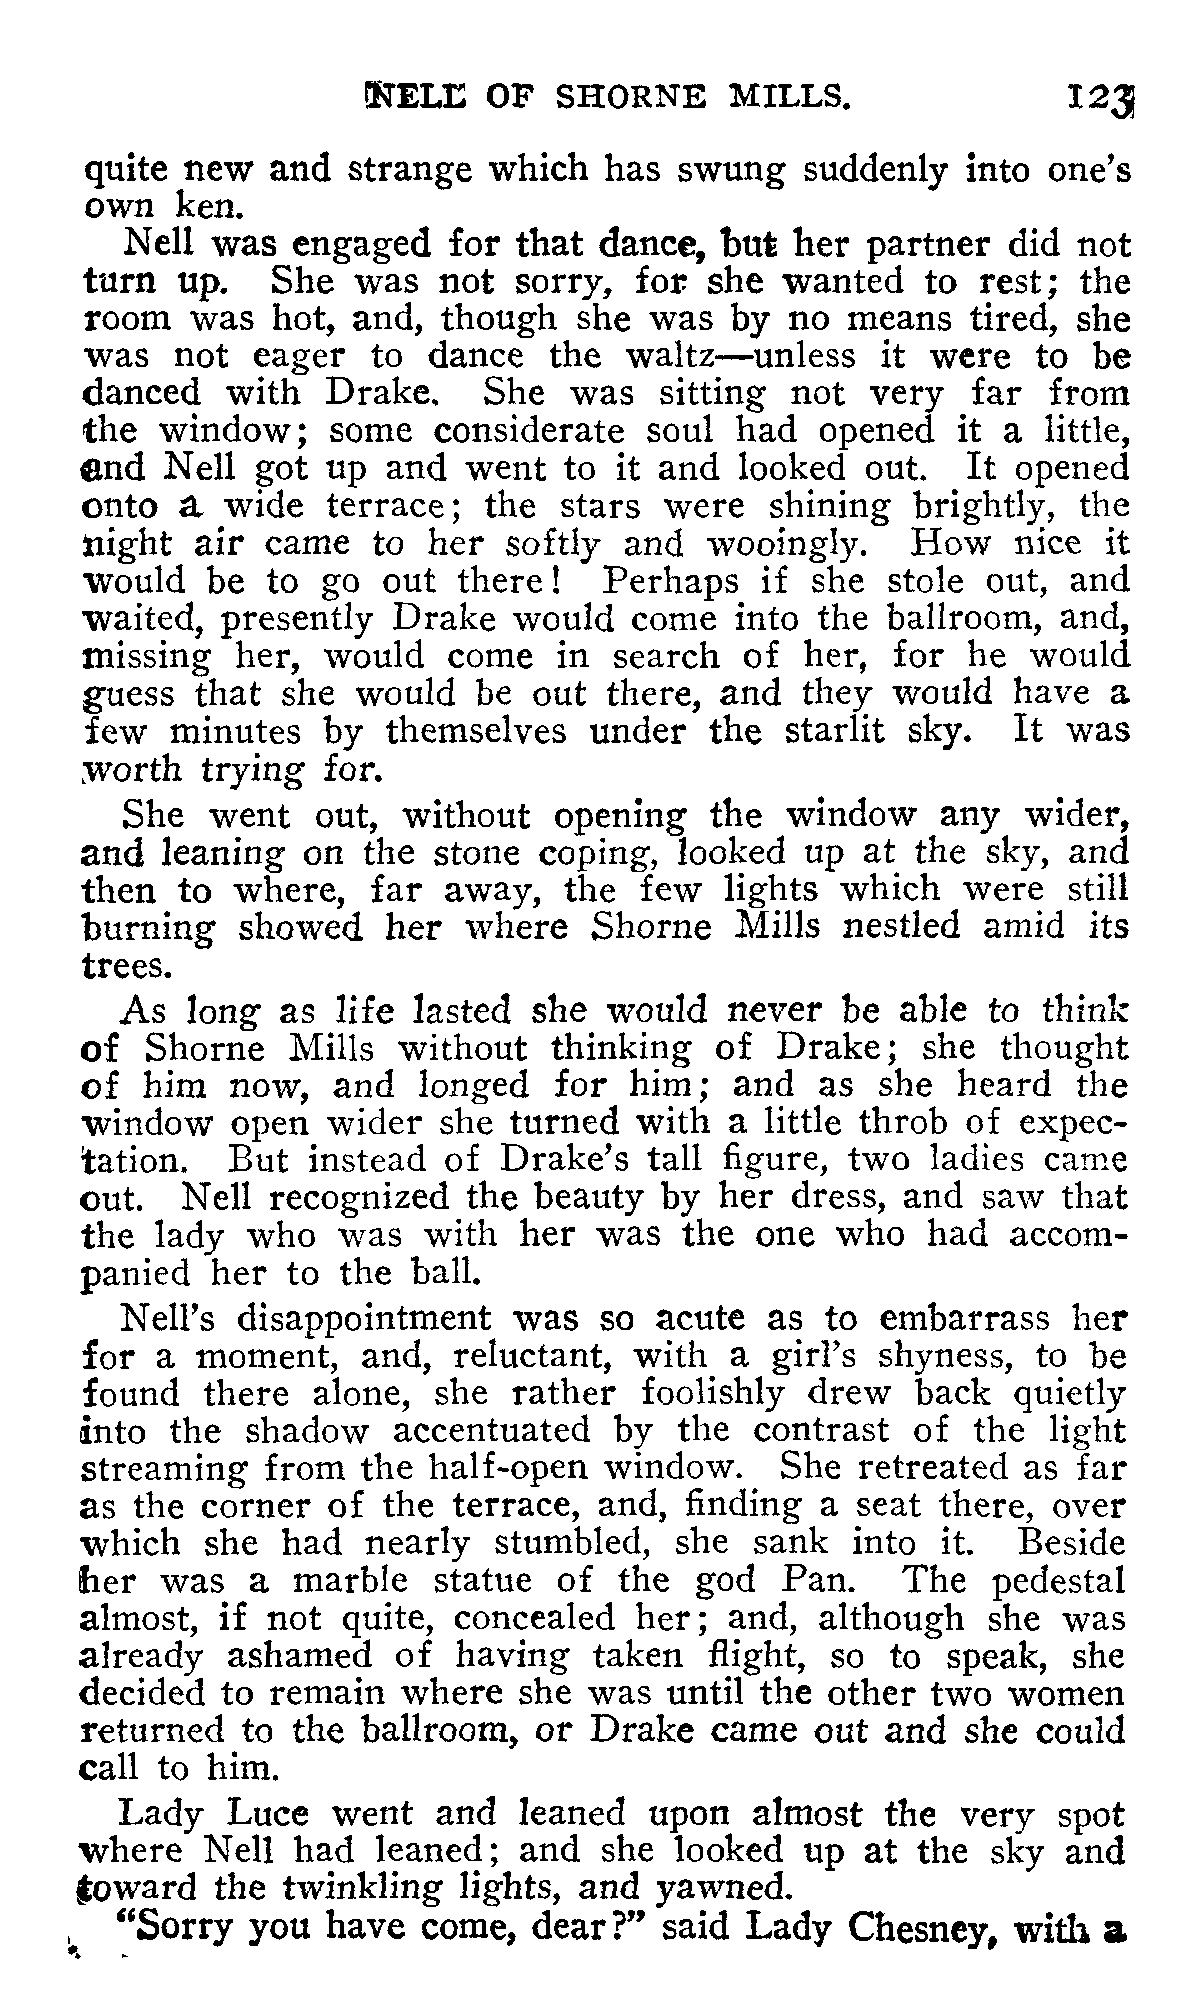 NELL OF SHORNE MILLS. 123
quite new and strange which has swung suddenly into one's
own ken.
Nell was engaged for that dance, but her partner did not
turn up. She was not sorry, for she wanted to rest; the
room was hot, and, though she was by no means tired, she
was not eager to dance the waltz—unless it were to be
danced with Drake. She was sitting not very far from
the window; some considerate soul had opened it a little,
and Nell got up and went to it and looked out. It opened
onto a wide terrace; the stars were shining brightly, the
night air came to her softly and wooingly. How nice it
would be to go out there! Perhaps if she stole out, and
waited, presently Drake would come into the ballroom, and,
missing her, would come in search of her, for he would
guess that she would be out there, and they would have a
few minutes by themselves under the starlit sky. It was
worth trying for.
She went out, without opening the window any wider,
and leaning on the stone coping, looked up at the sky, and
then to where, far away, the few lights which were still
burning showed her where Shorne Mills nestled amid its
trees.
As long as life lasted she would never be able to think
of Shorne Mills without thinking of Drake; she thought
of him now, and longed for him; and as she heard the
window open wider she turned with a little throb of expec-
tation. But instead of Drake's tall figure, two ladies came
out. Nell recognized the beauty by her dress, and saw that
the lady who was with her was the one who had accom-
panied her to the ball.
Nell's disappointment was so acute as to embarrass her
for a moment, and, reluctant, with a girl's shyness, to be
found there alone, she rather foolishly drew back quietly
into the shadow accentuated by the contrast of the light
streaming from the half-open window. She retreated as far
as the corner of the terrace, and, finding a seat there, over
which she had nearly stumbled, she sank into it. Beside
her was a marble statue of the god Pan. The pedestal
almost, if not quite, concealed her; and, although she was
already ashamed of having taken flight, so to speak, she
decided to remain where she was until the other two women
returned to the ballroom, or Drake came out and she could
call to him.
Lady Luce went and leaned upon almost the very spot
where Nell had leaned; and she looked up at the sky and
toward the twinkling lights, and yawned.
"Sorry you have come, dear?" said Lady Chesney, with a